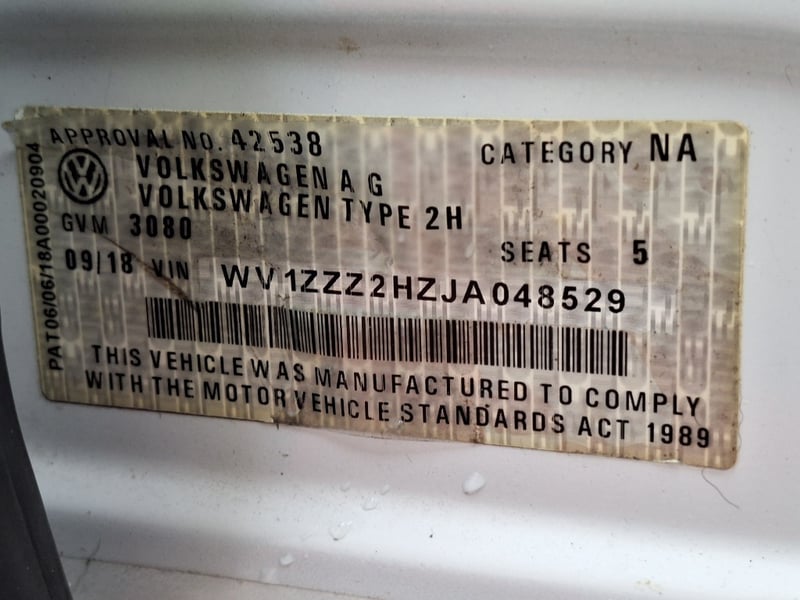 APPROVAL NO. 42538
CATEGORY NA
VOLKSWAGEN AG
VOLKSWAGEN TYPE 2H
GVM 3080
SEATS 5
09/18 VIN WV1ZZZ2HZJA048529
THIS VEHICLE WAS MANUFACTURED TO COMPLY
WITH THE MOTOR VEHICLE STANDARDS ACT 1989
PAT06/06/18A00020904